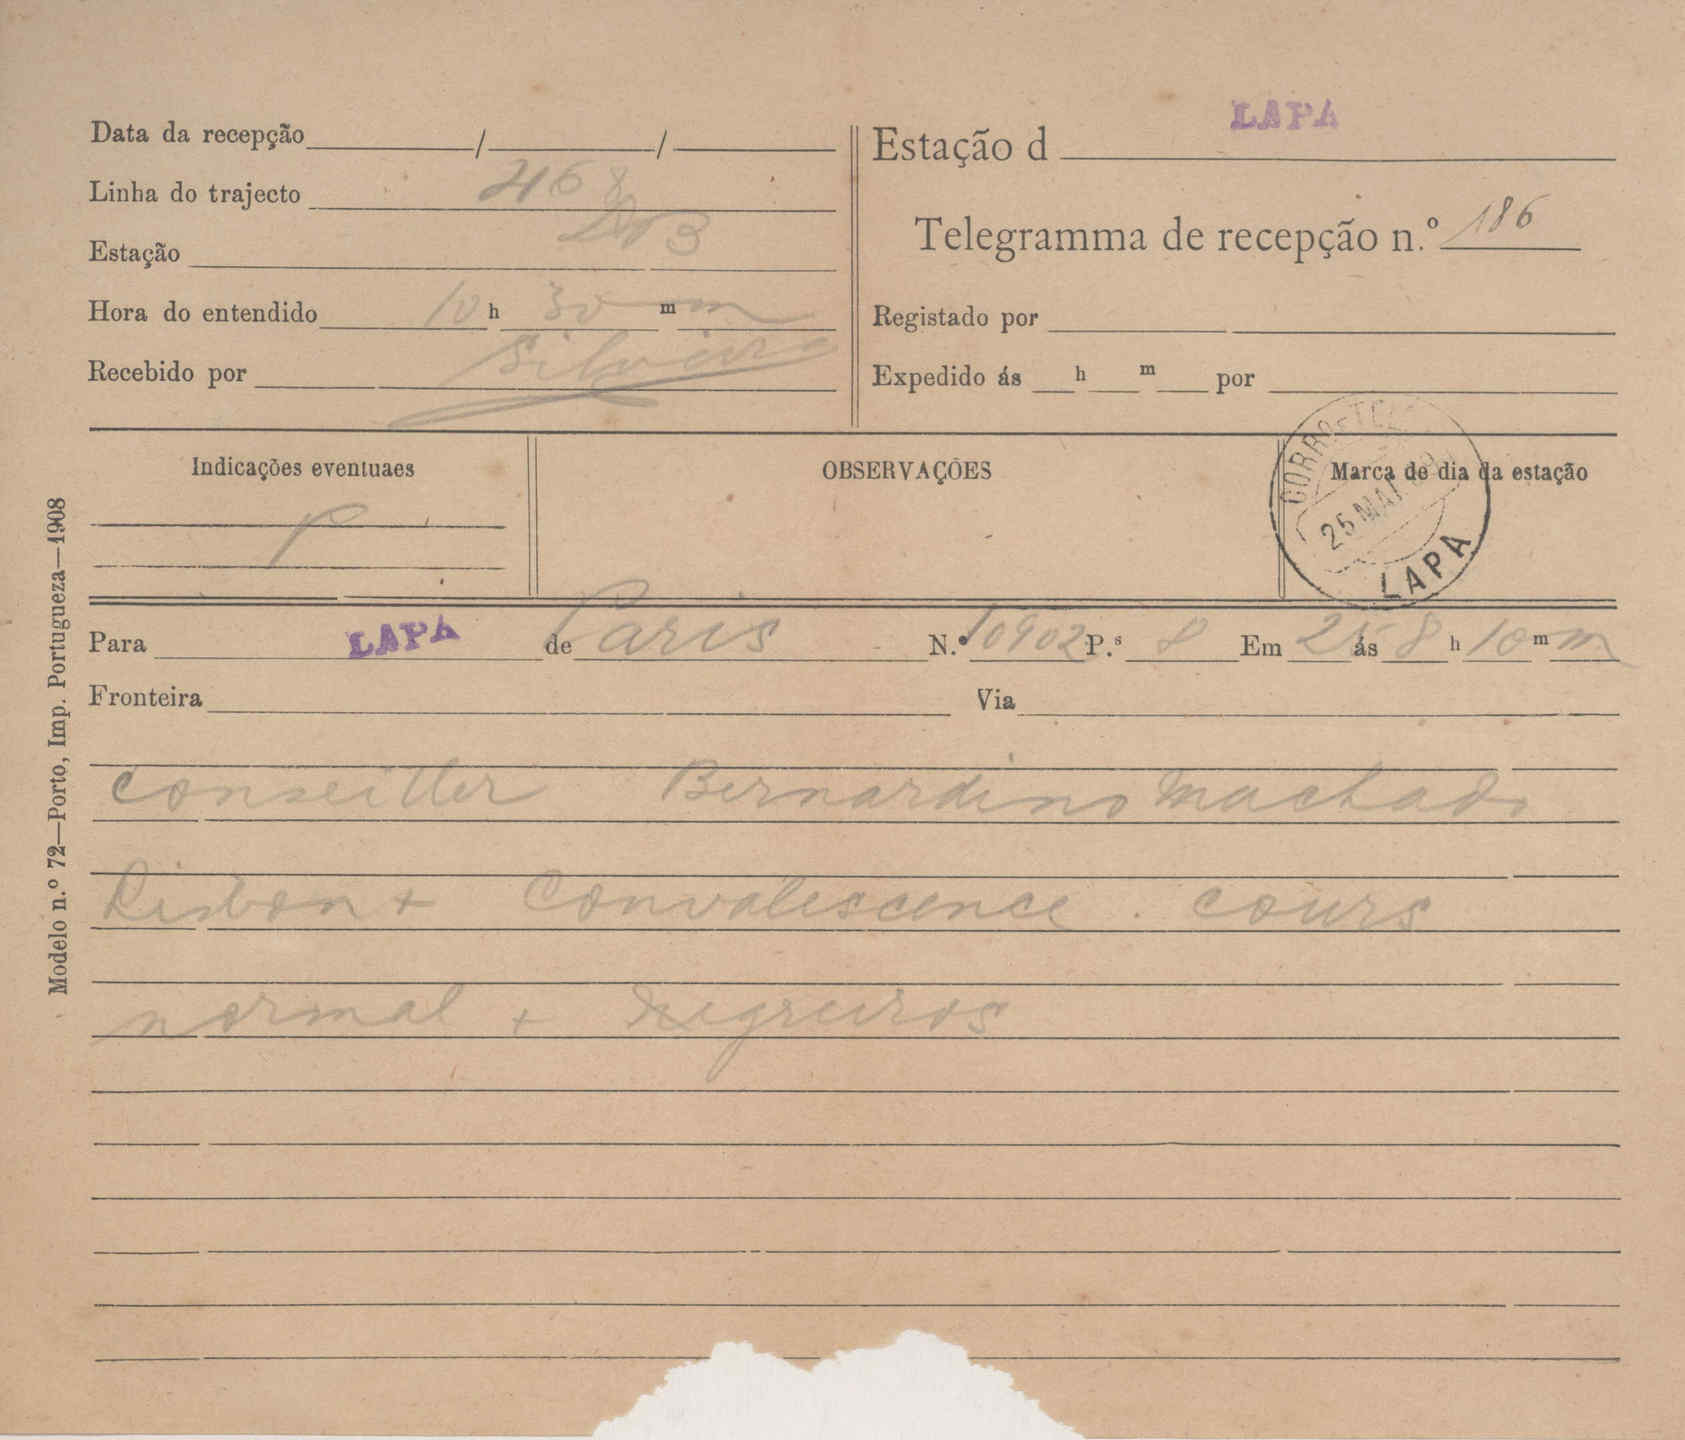 Data da recepção / /
Linha do trajecto 468
Estação
Hora do entendido 10 h 30 m m
Recebido por Silveira
LAPA
Estação d
Telegramma de recepção n.º 186
Registado por
Expedido ás h m por
Indicações eventuaes
P
OBSERVAÇÕES
Marca de dia da estação
25 MAI
LAPA
Para LAPA de Paris N.º 10902 P.s 8 Em 25 ás 8 h 10 m m
Fronteira Via
conseiller Bernardino Machado
Lisbonn + Convalescence . cours
normal + Negreiros
Modelo n.º 72—Porto, Imp. Portugueza—1908